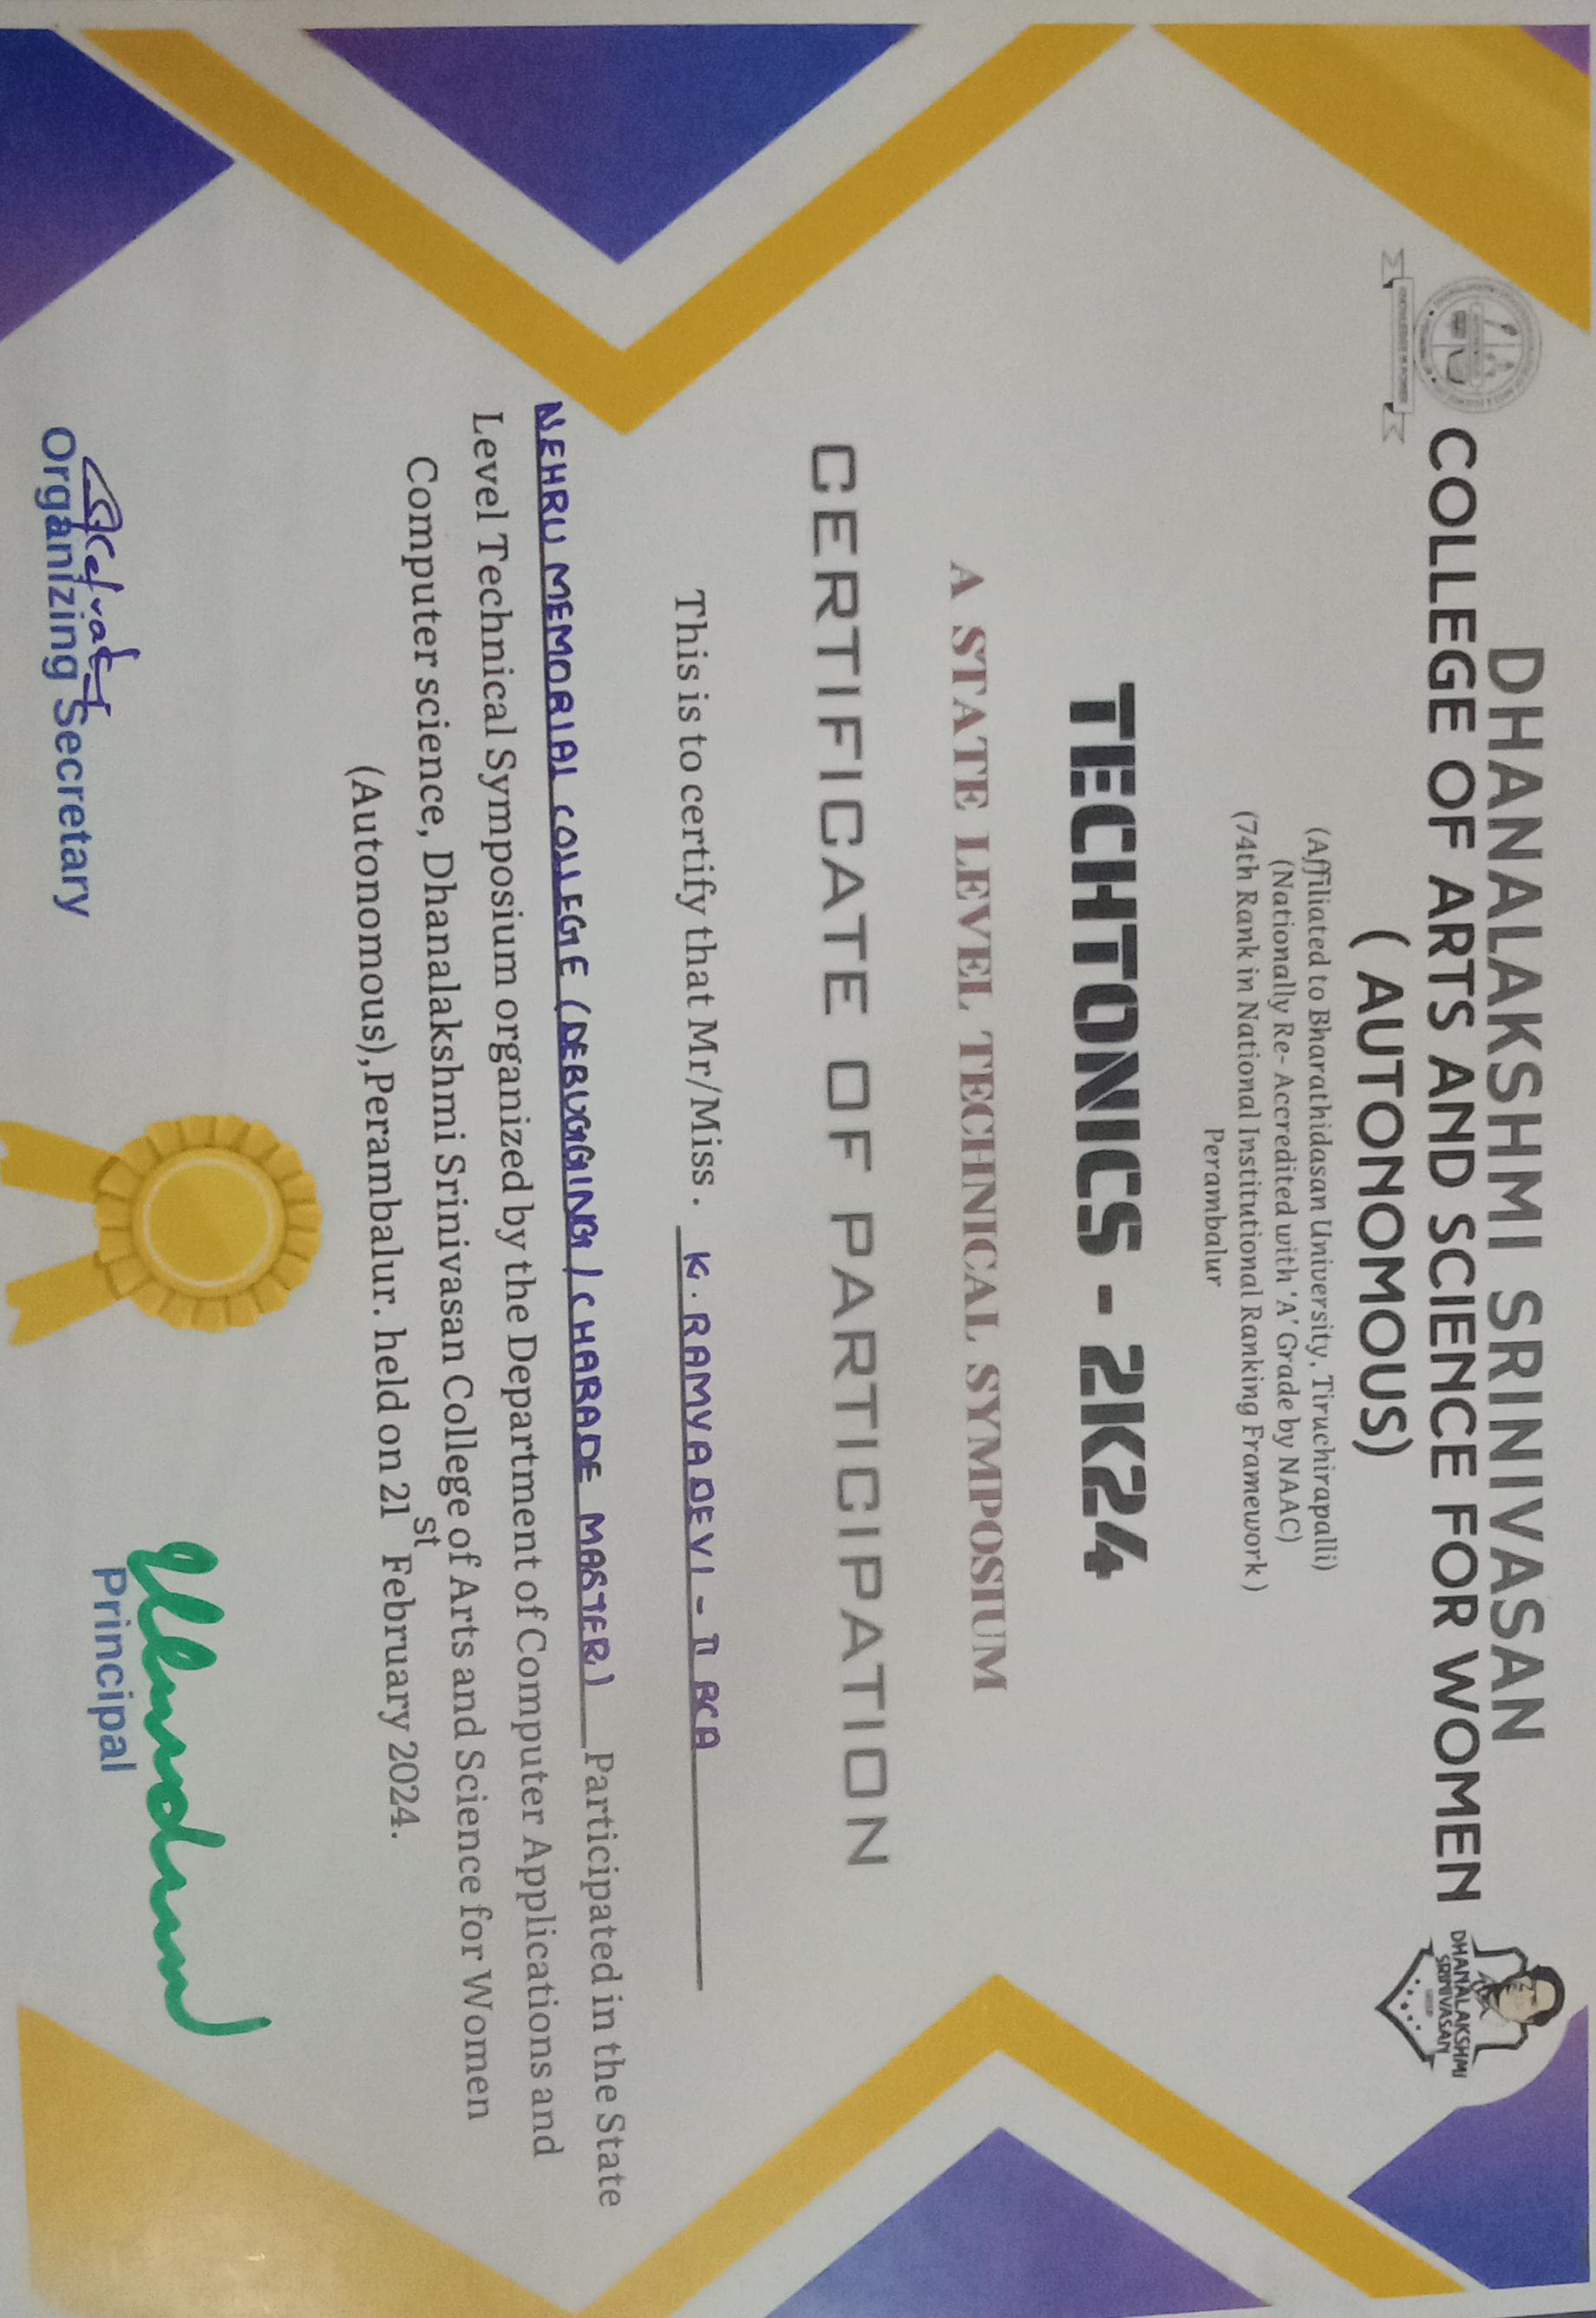 DHANALAKSHMI SRINIVASAN
COLLEGE OF ARTS AND SCIENCE FOR WOMEN
( AUTONOMOUS)
KNOWLEDGE IS POWER
DHANALAKSHMI
SRINIVASAN
GROUP
(Affiliated to Bharathidasan University, Tiruchirapalli)
(Nationally Re- Accredited with 'A' Grade by NAAC)
(74th Rank in National Institutional Ranking Framework )
Perambalur
TECHTONICS - 2K24
A STATE LEVEL TECHNICAL SYMPOSIUM
CERTIFICATE OF PARTICIPATION
This is to certify that Mr/Miss . K. RAMYADEVI - II BCA
NEHRU MEMORIAL COLLEGE (DEBUGGING / CHARADE MASTER) Participated in the State
Level Technical Symposium organized by the Department of Computer Applications and
Computer science, Dhanalakshmi Srinivasan College of Arts and Science for Women
(Autonomous),Perambalur. held on 21st February 2024.
Organizing Secretary
Principal